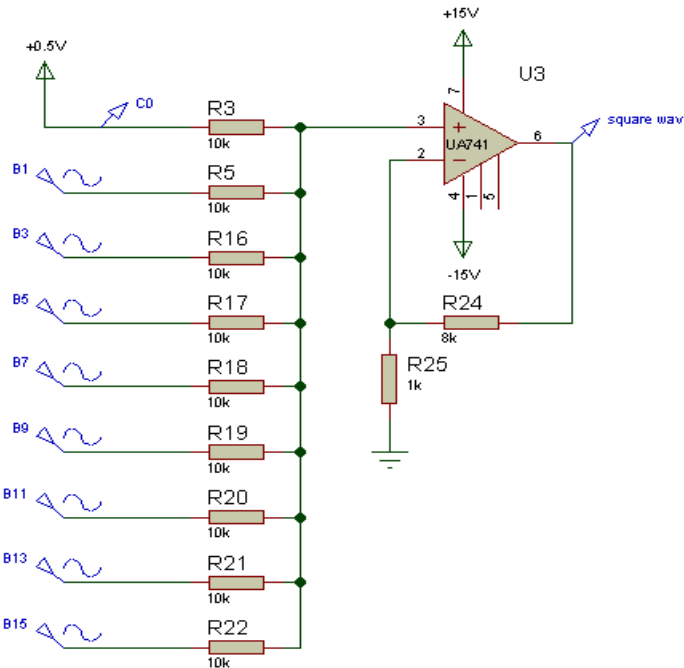 +0.5V
C0
R3
10k
B1
R5
10k
B3
R16
10k
B5
R17
10k
B7
R18
10k
B9
R19
10k
B11
R20
10k
B13
R21
10k
B15
R22
10k
+15V
U3
7
3
+
UA741
6
square wav
2
−
4
1
5
-15V
R24
8k
R25
1k